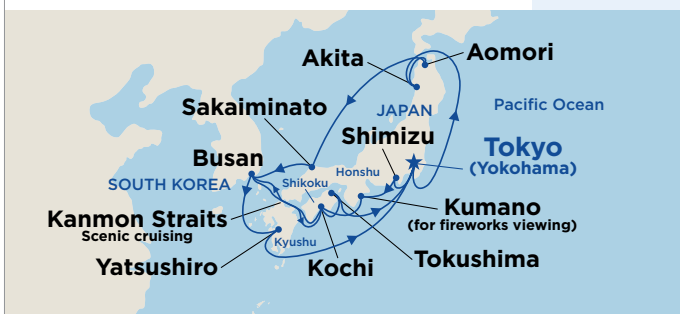 Akita
Aomori
Sakaiminato
JAPAN
Pacific Ocean
Shimizu
Tokyo
(Yokohama)
Busan
Honshu
SOUTH KOREA
Shikoku
Kanmon Straits
Scenic cruising
Kumano
(for fireworks viewing)
Kyushu
Yatsushiro
Kochi
Tokushima